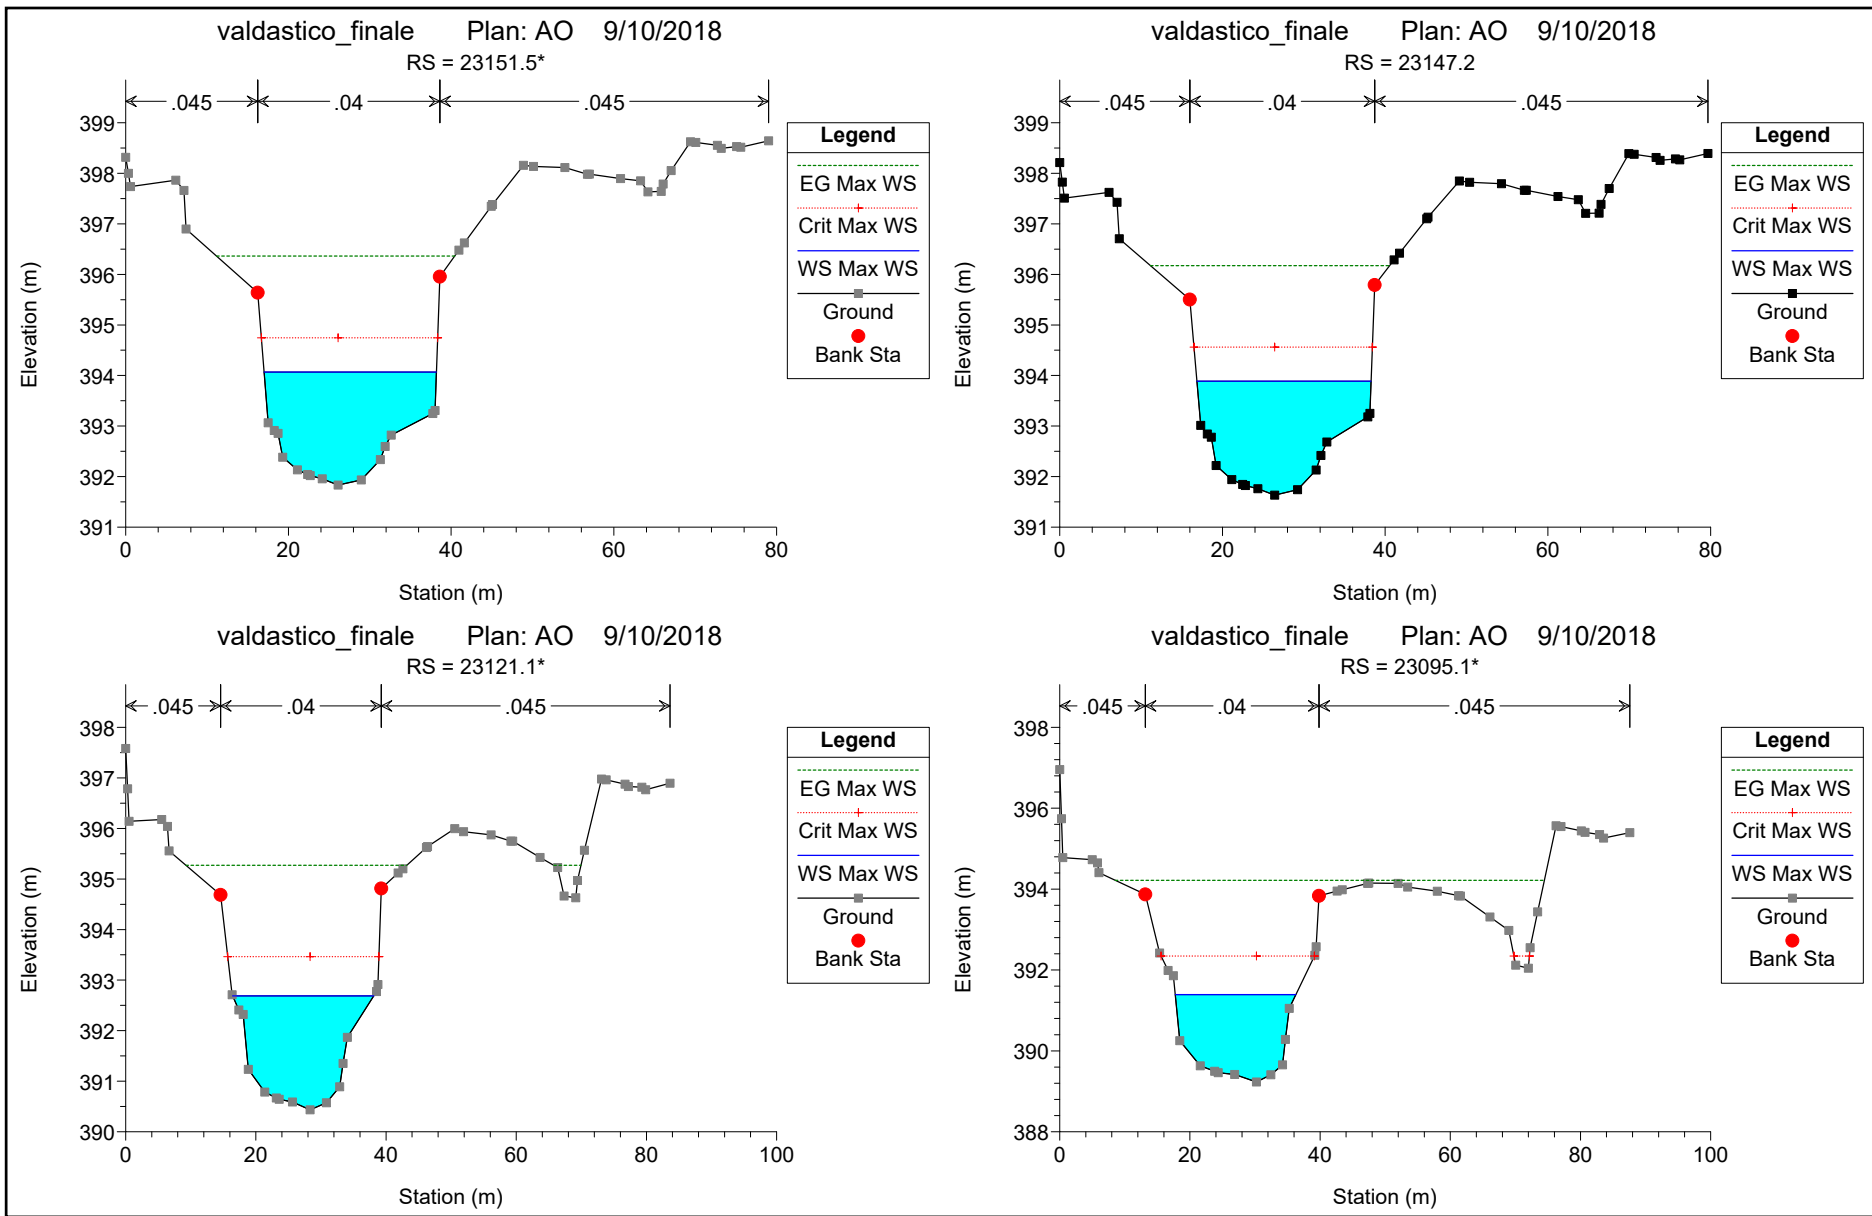 valdastico_finale Plan: AO 9/10/2018
RS = 23151.5*
.045 .04 .045
399
398
397
396
395
394
393
392
391
Elevation (m)
0 20 40 60 80
Station (m)
Legend
EG Max WS
Crit Max WS
WS Max WS
Ground
Bank Sta
valdastico_finale Plan: AO 9/10/2018
RS = 23147.2
.045 .04 .045
399
398
397
396
395
394
393
392
391
Elevation (m)
0 20 40 60 80
Station (m)
Legend
EG Max WS
Crit Max WS
WS Max WS
Ground
Bank Sta
valdastico_finale Plan: AO 9/10/2018
RS = 23121.1*
.045 .04 .045
398
397
396
395
394
393
392
391
390
Elevation (m)
0 20 40 60 80 100
Station (m)
Legend
EG Max WS
Crit Max WS
WS Max WS
Ground
Bank Sta
valdastico_finale Plan: AO 9/10/2018
RS = 23095.1*
.045 .04 .045
398
396
394
392
390
388
Elevation (m)
0 20 40 60 80 100
Station (m)
Legend
EG Max WS
Crit Max WS
WS Max WS
Ground
Bank Sta